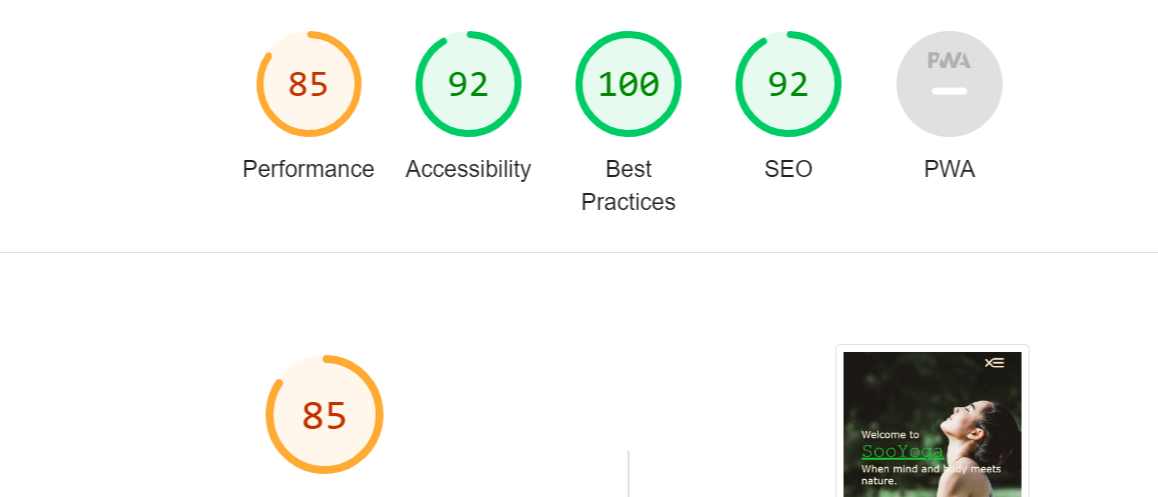 85
92
100
92
PWA
Performance
Accessibility
Best
Practices
SEO
PWA
85
Welcome to
SooYoga
When mind and body meets
nature.